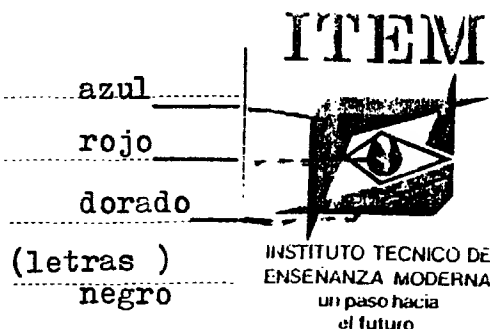 ITEM
azul
rojo
dorado
(letras )
negro
INSTITUTO TECNICO DE
ENSEÑANZA MODERNA
un paso hacia
el futuro